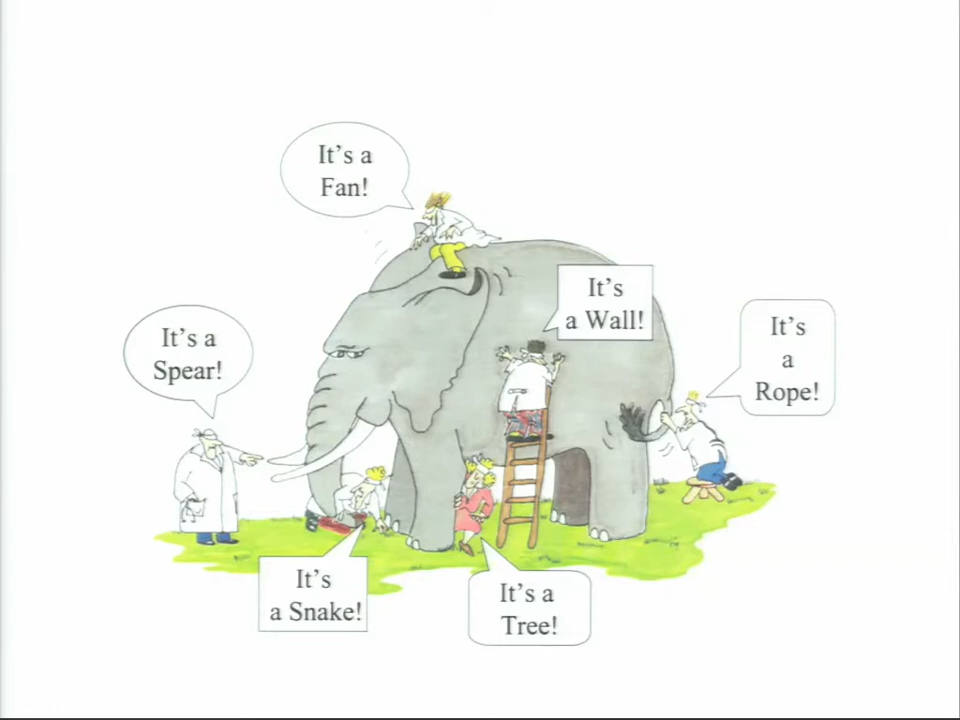 It's a
Fan!
It's
a Wall!
It's a
Spear!
It's
a
Rope!
It's
a Snake!
It's a
Tree!